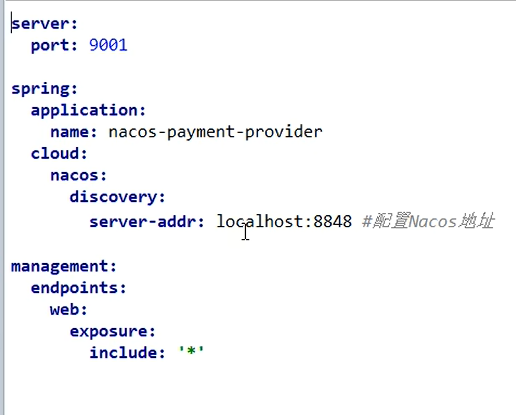 server:
  port: 9001
spring:
  application:
    name: nacos-payment-provider
  cloud:
    nacos:
      discovery:
        server-addr: localhost:8848 #配置Nacos地址
management:
  endpoints:
    web:
      exposure:
        include: '*'